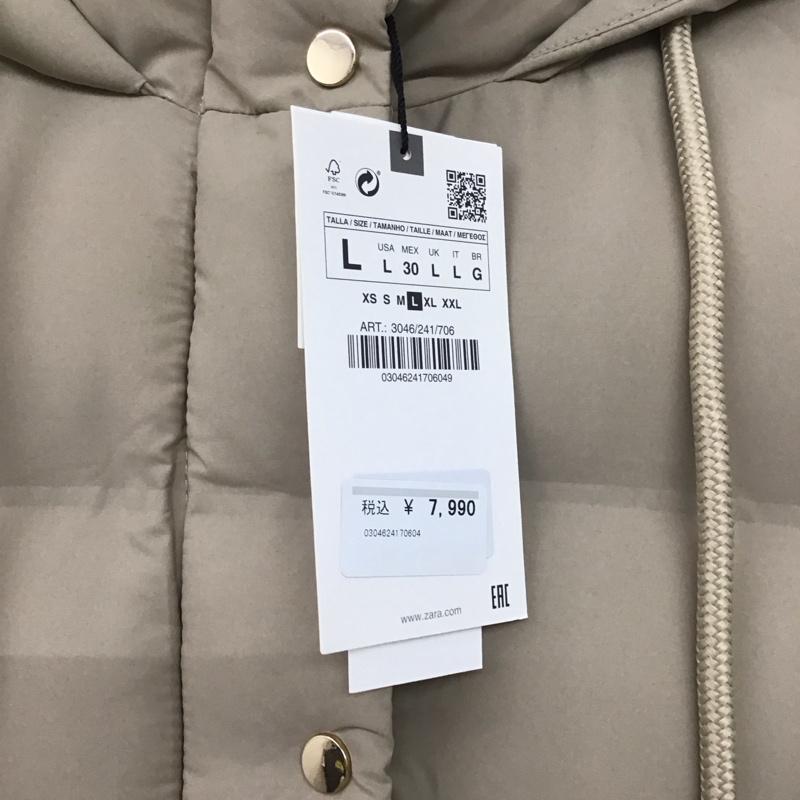 FSC
TALLA / SIZE / TAMANHO / TAILLE / MAAT / ΜΕΓΕΘΟΣ
L
USA MEX UK IT BR
L 30 L L G
XS S M L XL XXL
ART.: 3046/241/706
03046241706049
税込 ¥ 7,990
0304624170604
www.zara.com
EAC